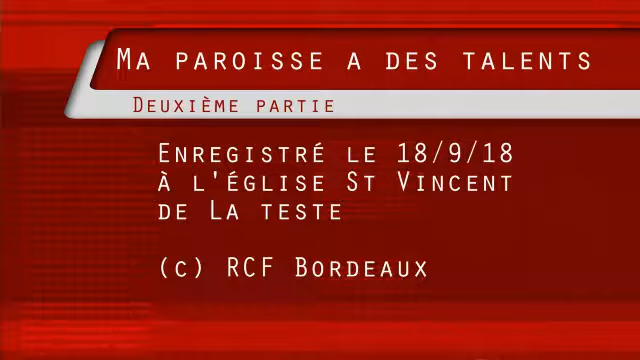 Ma paroisse a des talents
Deuxième partie
Enregistré le 18/9/18
à l'église St Vincent
de La teste
(c) RCF Bordeaux